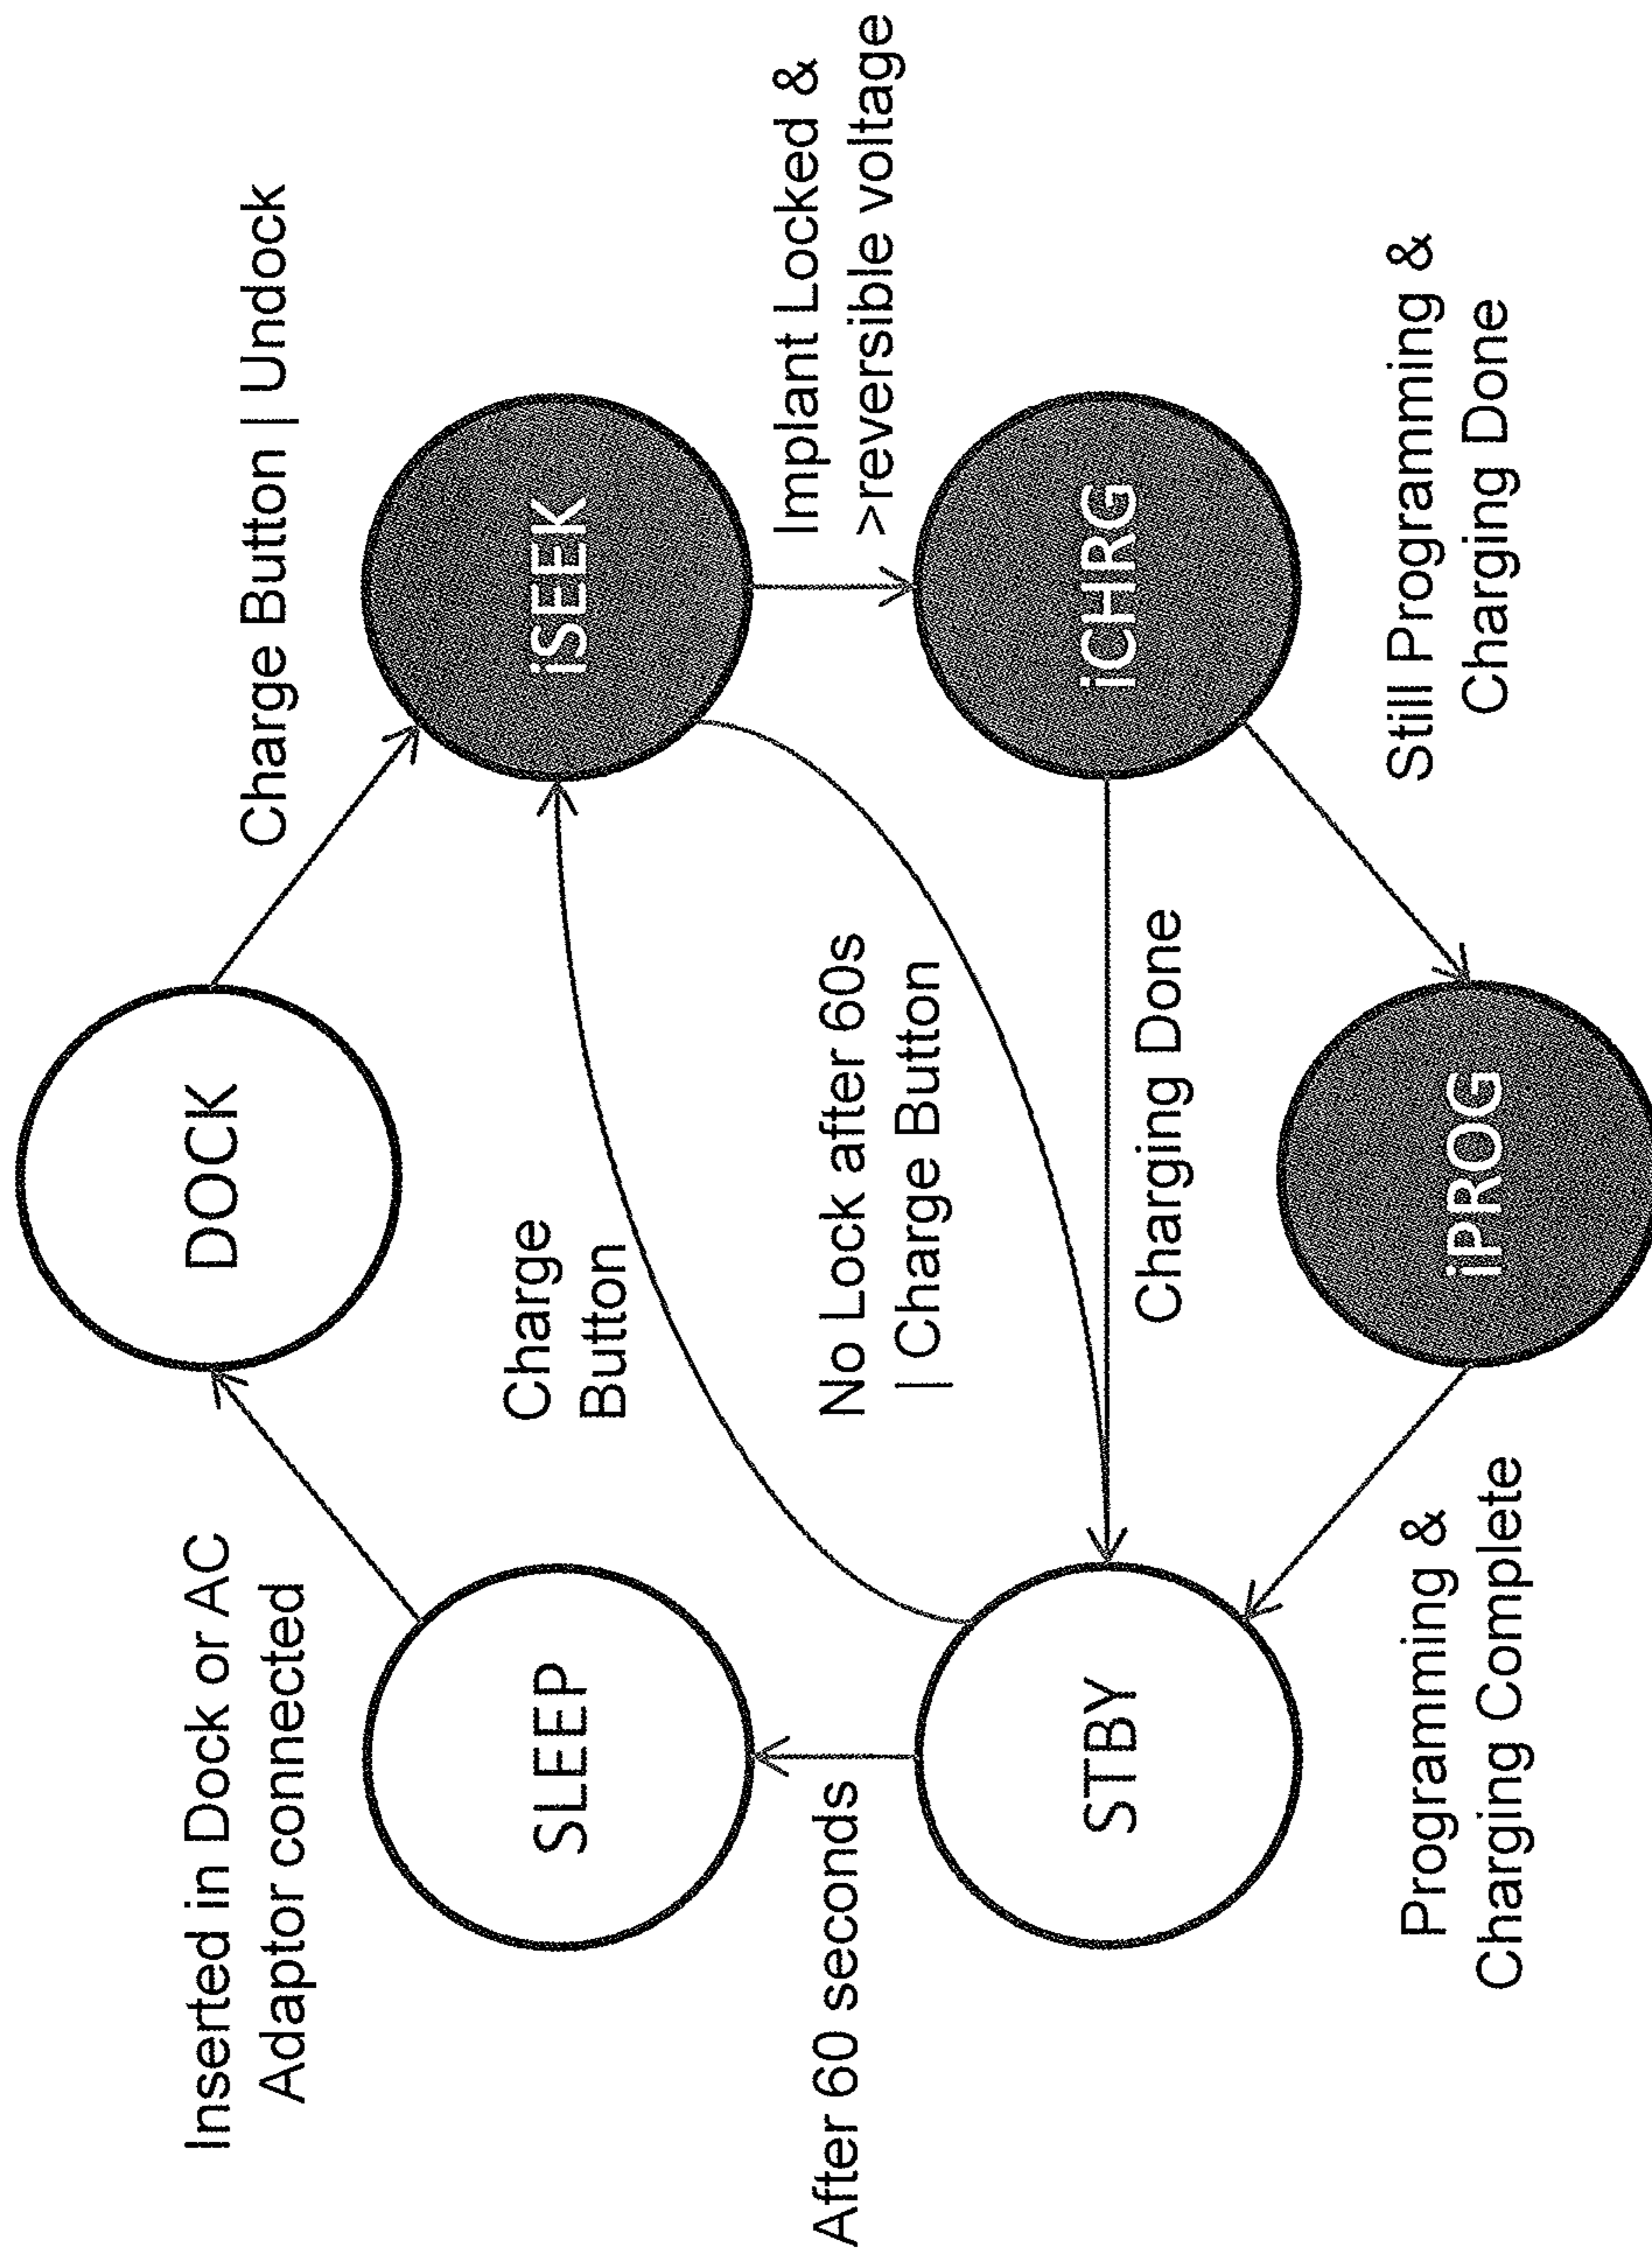 DOCK
Inserted in Dock or AC
Adaptor connected
Charge Button | Undock
SLEEP
iSEEK
Charge
Button
After 60 seconds
No Lock after 60s
| Charge Button
Implant Locked &
>reversible voltage
STBY
iCHRG
Charging Done
Programming &
Charging Complete
iPROG
Still Programming &
Charging Done